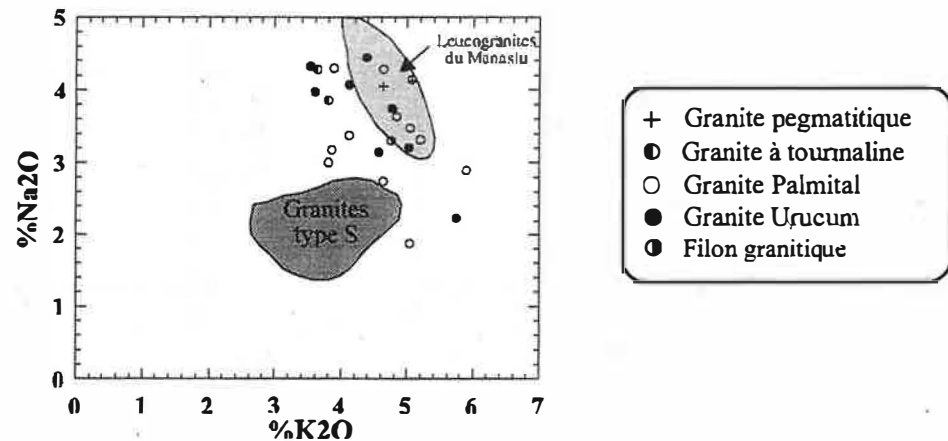 5
4
3
2
1
0
%Na2O
Leucogranites
du Manaslu
Granites
type S
0 1 2 3 4 5 6 7
%K2O
Granite pegmatitique
Granite à tourmaline
Granite Palmital
Granite Urucum
Filon granitique